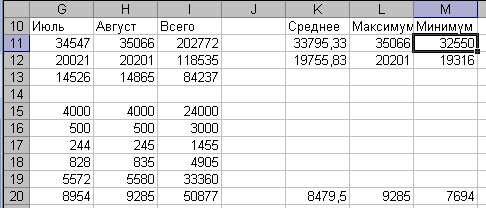 G H I J K L M
10 Июль Август Всего Среднее Максимум Минимум
11 34547 35066 202772 33795,33 35066 32550
12 20021 20201 118535 19755,83 20201 19316
13 14526 14865 84237
14
15 4000 4000 24000
16 500 500 3000
17 244 245 1455
18 828 835 4905
19 5572 5580 33360
20 8954 9285 50877 8479,5 9285 7694